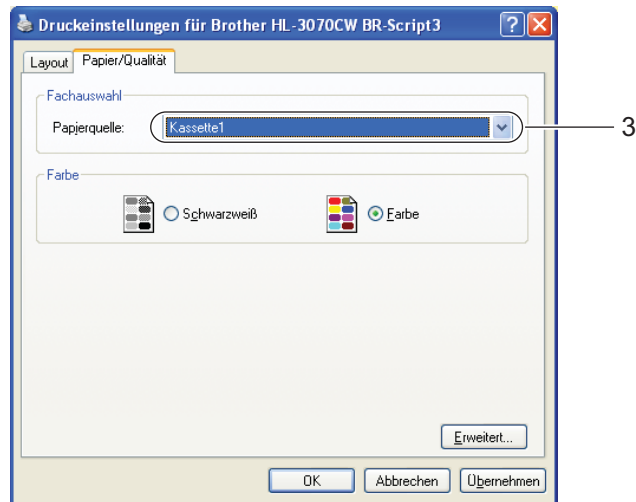 Druckeinstellungen für Brother HL-3070CW BR-Script3
Layout Papier/Qualität
Fachauswahl
Papierquelle: Kassette1
3
Farbe
Schwarzweiß Farbe
Erweitert...
OK Abbrechen Übernehmen